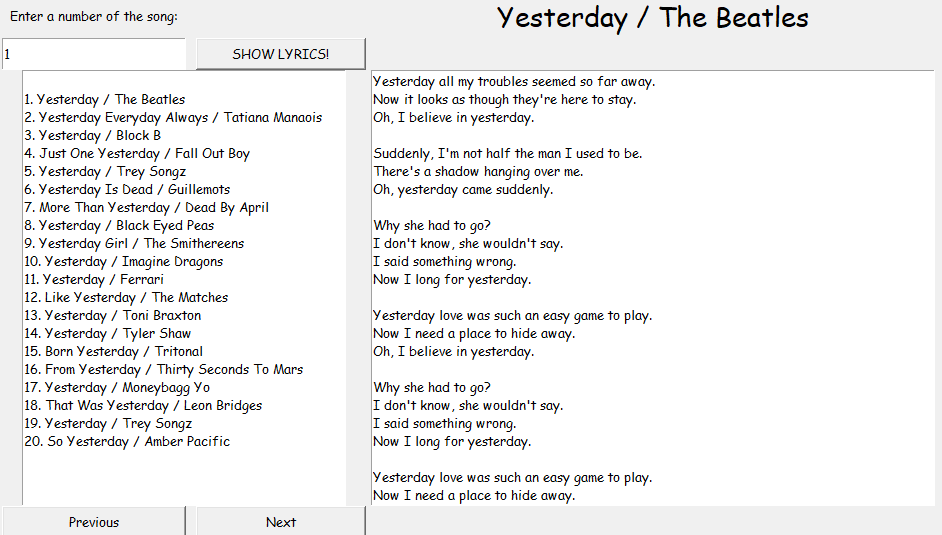 Enter a number of the song:
Yesterday / The Beatles
1
SHOW LYRICS!
1. Yesterday / The Beatles
2. Yesterday Everyday Always / Tatiana Manaois
3. Yesterday / Block B
4. Just One Yesterday / Fall Out Boy
5. Yesterday / Trey Songz
6. Yesterday Is Dead / Guillemots
7. More Than Yesterday / Dead By April
8. Yesterday / Black Eyed Peas
9. Yesterday Girl / The Smithereens
10. Yesterday / Imagine Dragons
11. Yesterday / Ferrari
12. Like Yesterday / The Matches
13. Yesterday / Toni Braxton
14. Yesterday / Tyler Shaw
15. Born Yesterday / Tritonal
16. From Yesterday / Thirty Seconds To Mars
17. Yesterday / Moneybagg Yo
18. That Was Yesterday / Leon Bridges
19. Yesterday / Trey Songz
20. So Yesterday / Amber Pacific
Yesterday all my troubles seemed so far away.
Now it looks as though they're here to stay.
Oh, I believe in yesterday.
Suddenly, I'm not half the man I used to be.
There's a shadow hanging over me.
Oh, yesterday came suddenly.
Why she had to go?
I don't know, she wouldn't say.
I said something wrong.
Now I long for yesterday.
Yesterday love was such an easy game to play.
Now I need a place to hide away.
Oh, I believe in yesterday.
Why she had to go?
I don't know, she wouldn't say.
I said something wrong.
Now I long for yesterday.
Yesterday love was such an easy game to play.
Now I need a place to hide away.
Previous
Next